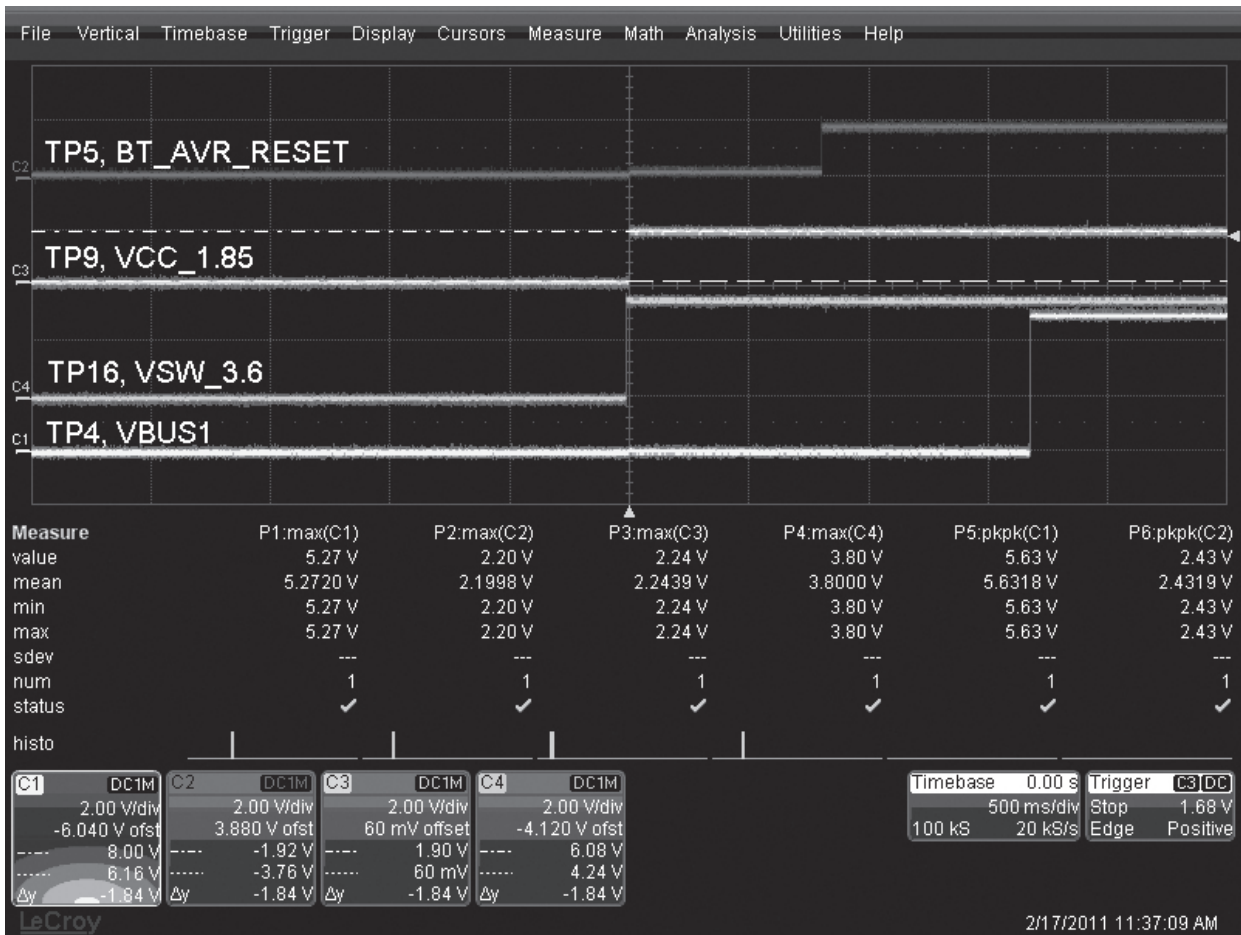 File Vertical Timebase Trigger Display Cursors Measure Math Analysis Utilities Help
TP5, BT_AVR_RESET
C2
TP9, VCC_1.85
C3
TP16, VSW_3.6
C4
TP4, VBUS1
C1
Measure P1:max(C1) P2:max(C2) P3:max(C3) P4:max(C4) P5:pkpk(C1) P6:pkpk(C2)
value 5.27 V 2.20 V 2.24 V 3.80 V 5.63 V 2.43 V
mean 5.2720 V 2.1998 V 2.2439 V 3.8000 V 5.6318 V 2.4319 V
min 5.27 V 2.20 V 2.24 V 3.80 V 5.63 V 2.43 V
max 5.27 V 2.20 V 2.24 V 3.80 V 5.63 V 2.43 V
sdev --- --- --- --- --- ---
num 1 1 1 1 1 1
status ✓ ✓ ✓ ✓ ✓ ✓
histo
C1 DC1M C2 DC1M C3 DC1M C4 DC1M Timebase 0.00 s Trigger C3 DC
2.00 V/div 2.00 V/div 2.00 V/div 2.00 V/div 500 ms/div Stop 1.68 V
-6.040 V ofst 3.880 V ofst 60 mV offset -4.120 V ofst 100 kS 20 kS/s Edge Positive
8.00 V -1.92 V 1.90 V 6.08 V
6.16 V -3.76 V 60 mV 4.24 V
Δy -1.84 V Δy -1.84 V Δy -1.84 V Δy -1.84 V
LeCroy
2/17/2011 11:37:09 AM